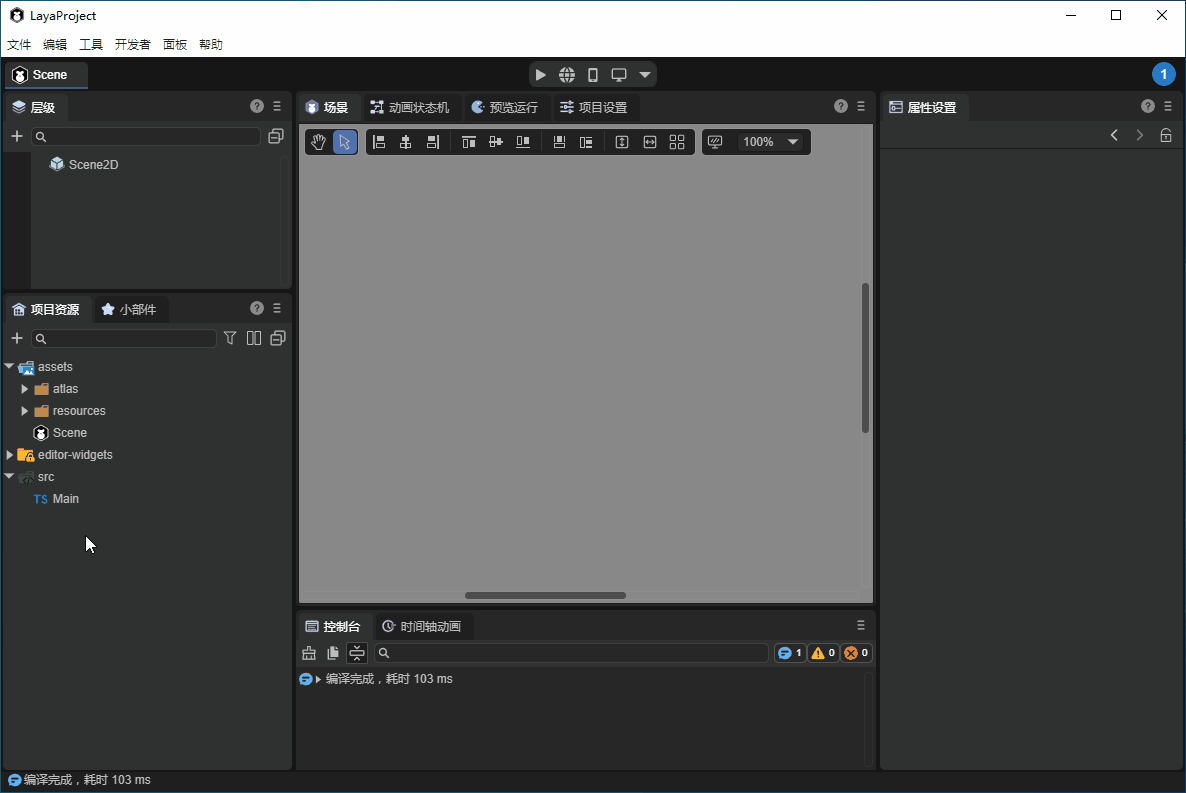 LayaProject
文件 编辑 工具 开发者 面板 帮助
Scene
1
层级
?
Scene2D
项目资源 小部件
?
assets
atlas
resources
Scene
editor-widgets
src
TS Main
场景 动画状态机 预览运行 项目设置
?
100%
控制台 时间轴动画
1 0 0
编译完成，耗时 103 ms
属性设置
?
编译完成，耗时 103 ms